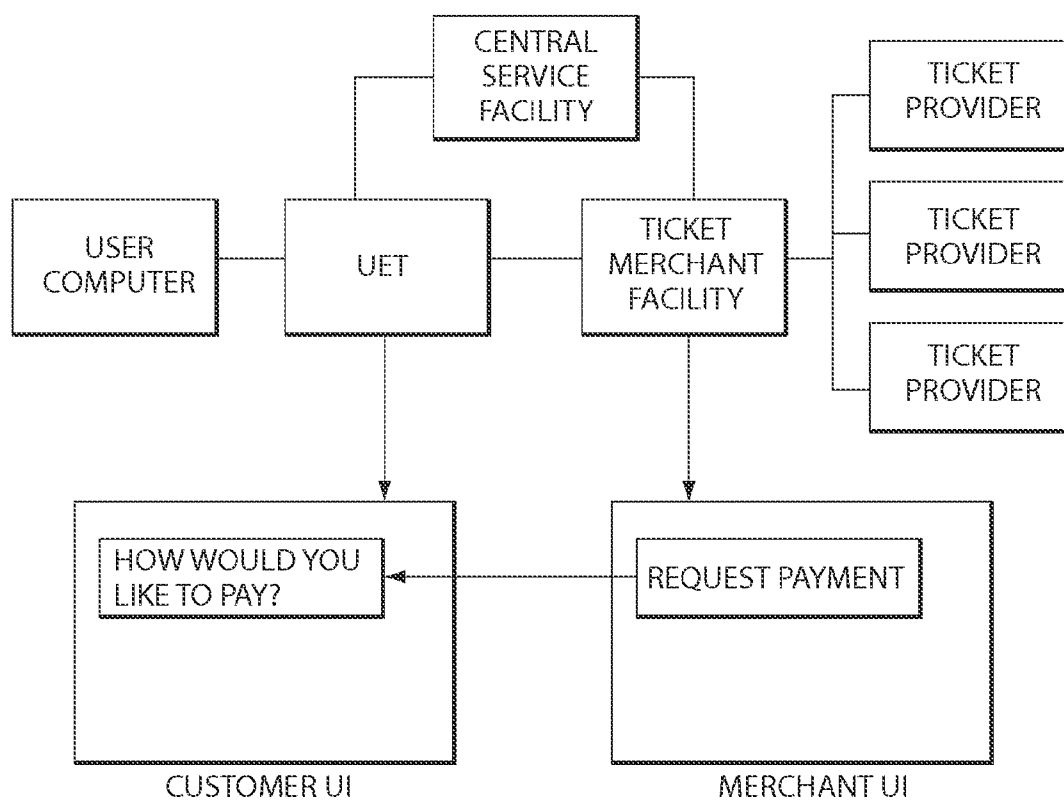 CENTRAL
SERVICE
FACILITY
TICKET
PROVIDER
USER
COMPUTER
UET
TICKET
MERCHANT
FACILITY
TICKET
PROVIDER
TICKET
PROVIDER
HOW WOULD YOU
LIKE TO PAY?
REQUEST PAYMENT
CUSTOMER UI
MERCHANT UI